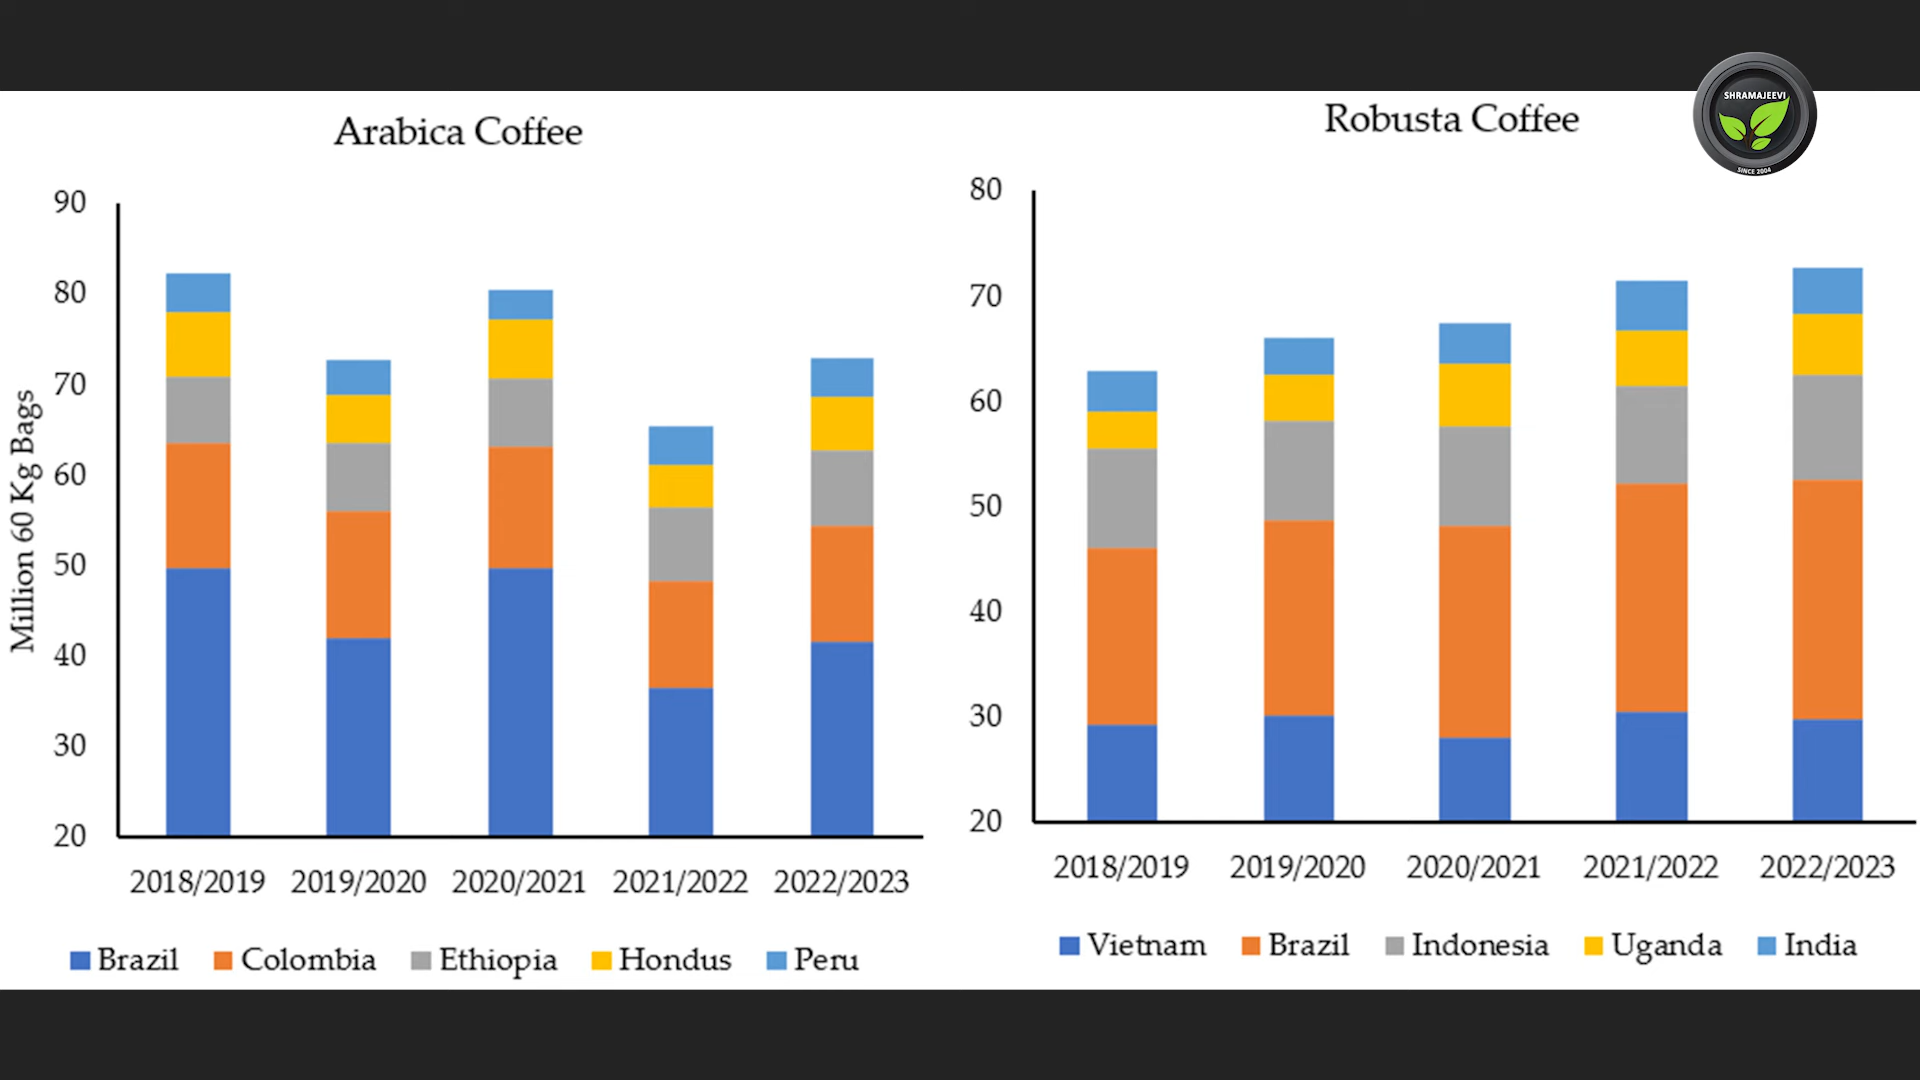 SHRAMAJEEVI
SINCE 2004
Arabica Coffee
Million 60 Kg Bags
90
80
70
60
50
40
30
20
2018/2019 2019/2020 2020/2021 2021/2022 2022/2023
Brazil Colombia Ethiopia Hondus Peru
Robusta Coffee
80
70
60
50
40
30
20
2018/2019 2019/2020 2020/2021 2021/2022 2022/2023
Vietnam Brazil Indonesia Uganda India